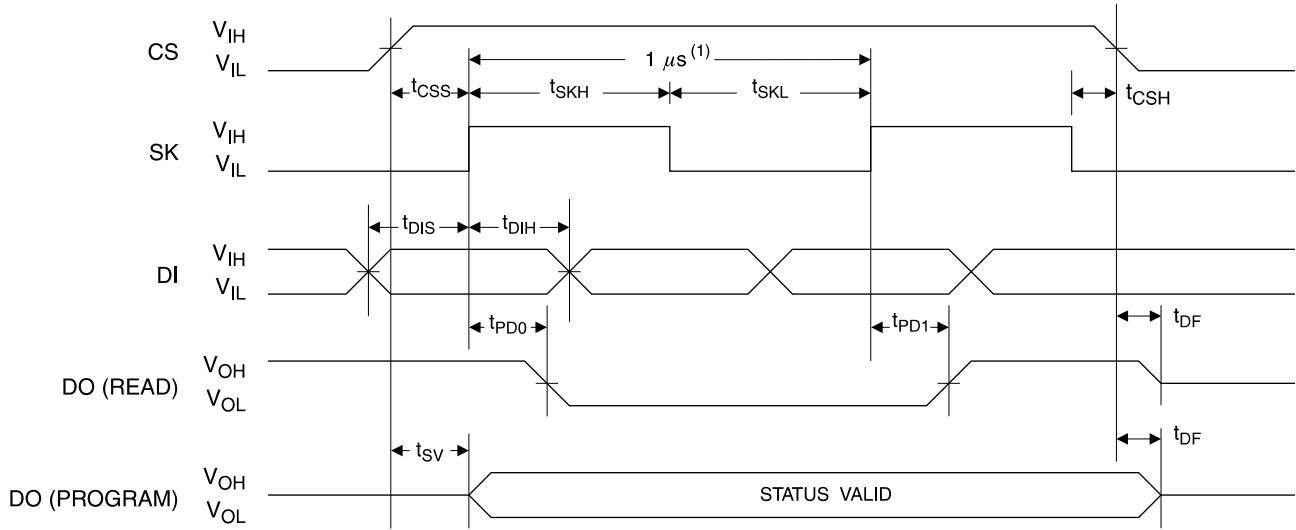 CS V_IH
V_IL
1 μs(1)
t_CSS t_SKH t_SKL t_CSH
SK V_IH
V_IL
t_DIS t_DIH
DI V_IH
V_IL
t_PD0 t_PD1 t_DF
DO (READ) V_OH
V_OL
t_SV t_DF
DO (PROGRAM) V_OH
V_OL
STATUS VALID